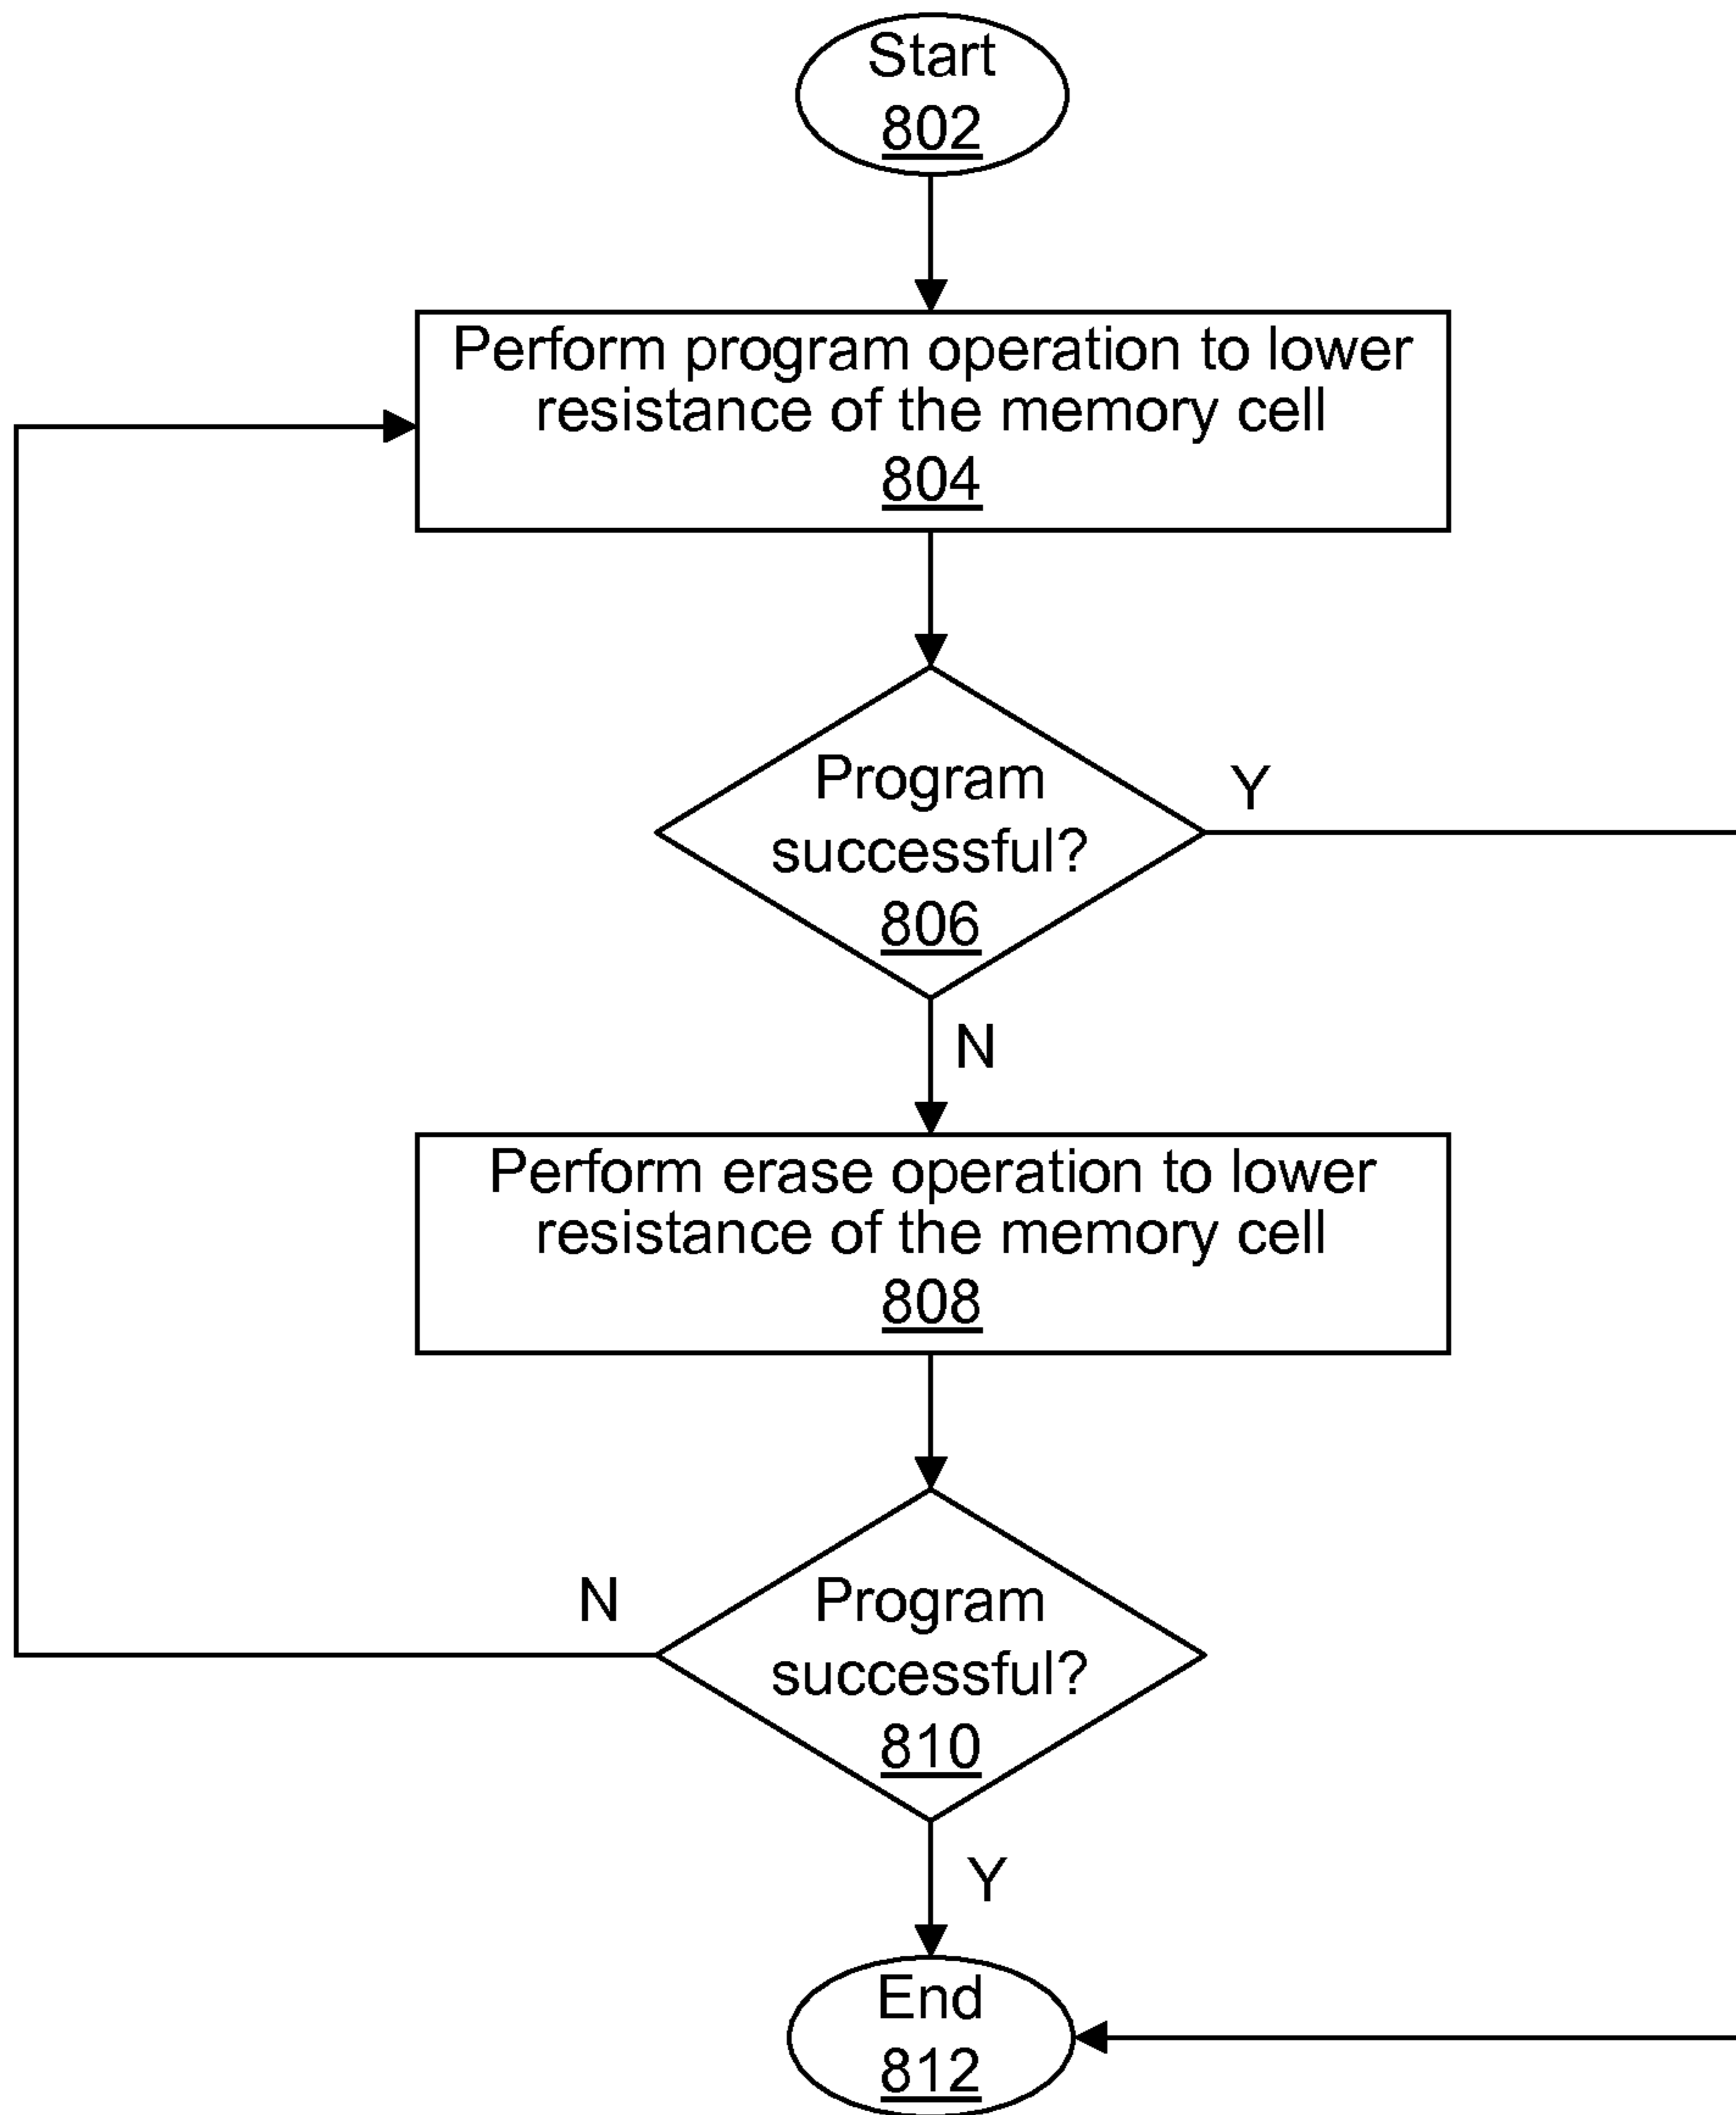 Start
802
Perform program operation to lower
resistance of the memory cell
804
Program
successful?
806
Y
N
Perform erase operation to lower
resistance of the memory cell
808
N
Program
successful?
810
Y
End
812